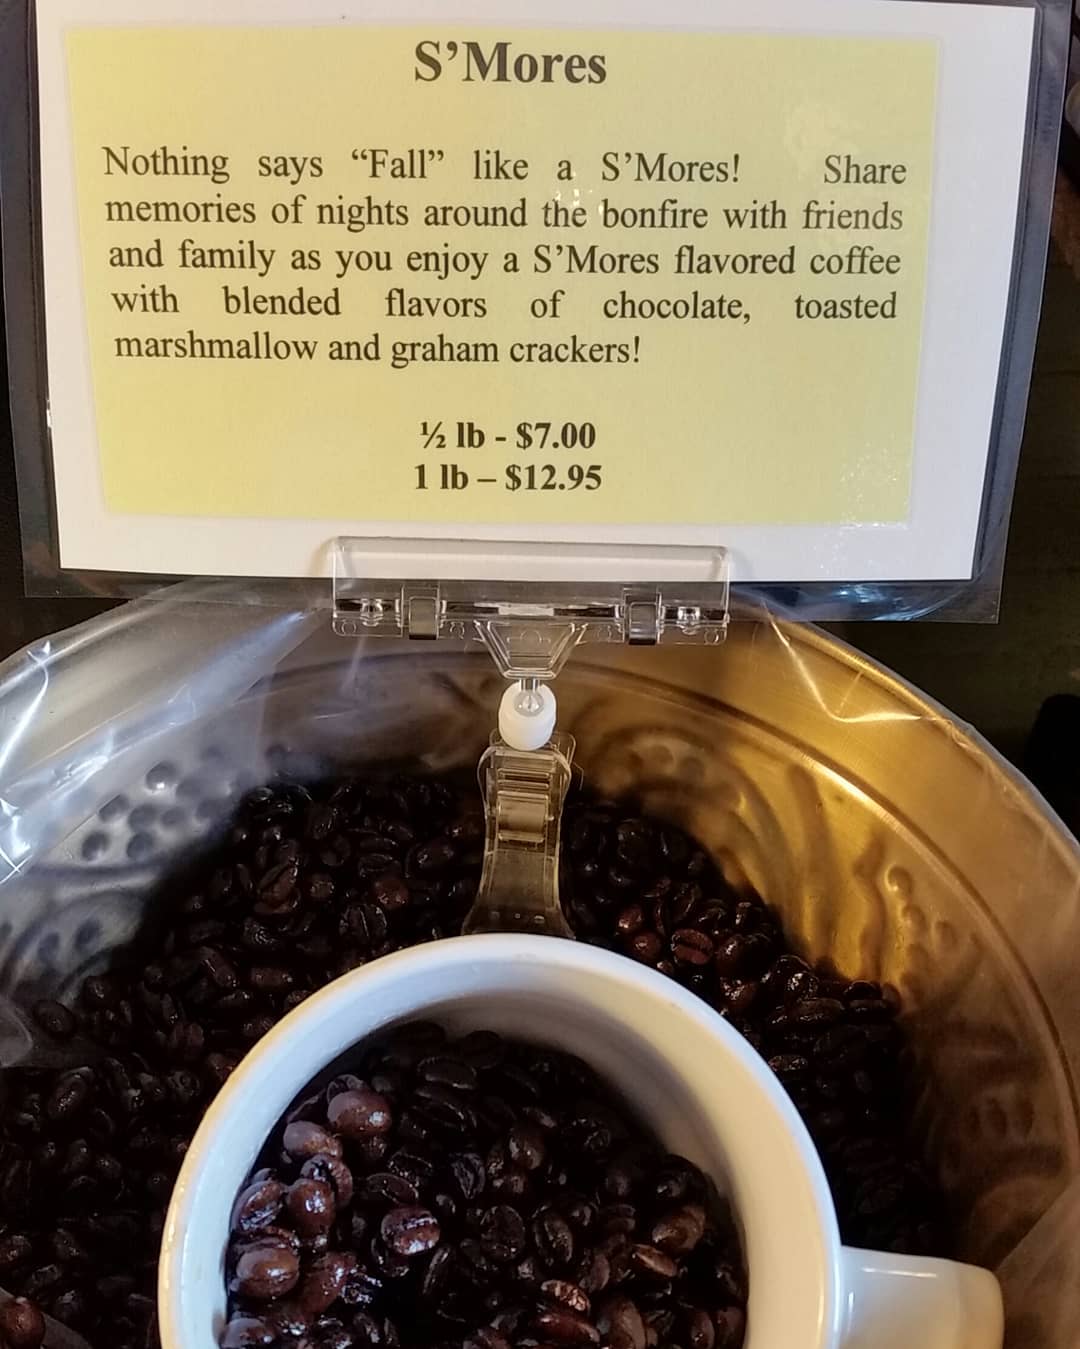 S’Mores
Nothing says “Fall” like a S’Mores! Share
memories of nights around the bonfire with friends
and family as you enjoy a S’Mores flavored coffee
with blended flavors of chocolate, toasted
marshmallow and graham crackers!
½ lb - $7.00
1 lb – $12.95